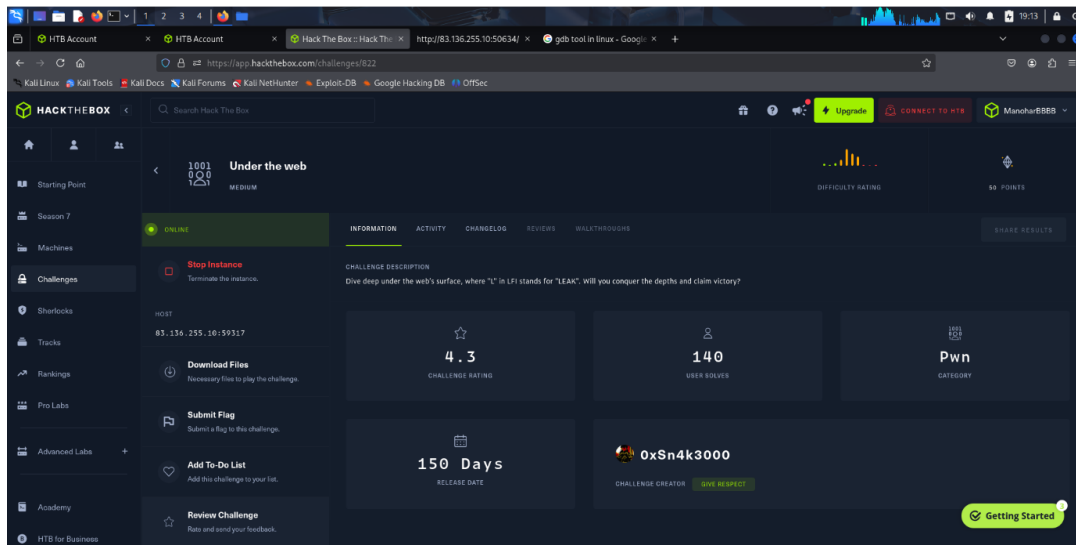 1 2 3 4
19:13
HTB Account
HTB Account
Hack The Box :: Hack The
http://83.136.255.10:50634/
gdb tool in linux - Google
https://app.hackthebox.com/challenges/822
Kali Linux Kali Tools Kali Docs Kali Forums Kali NetHunter Exploit-DB Google Hacking DB OffSec
HACKTHEBOX
Search Hack The Box
Upgrade
CONNECT TO HTB
ManoharBBBB
Starting Point
Season 7
Machines
Challenges
Sherlocks
Tracks
Rankings
Pro Labs
Advanced Labs
Academy
HTB for Business
Under the web
MEDIUM
DIFFICULTY RATING
50 POINTS
ONLINE
Stop Instance
Terminate the instance.
HOST
83.136.255.10:59317
Download Files
Necessary files to play the challenge.
Submit Flag
Submit a flag to this challenge.
Add To-Do List
Add this challenge to your list.
Review Challenge
Rate and send your feedback.
INFORMATION ACTIVITY CHANGELOG REVIEWS WALKTHROUGHS
SHARE RESULTS
CHALLENGE DESCRIPTION
Dive deep under the web's surface, where "L" in LFI stands for "LEAK". Will you conquer the depths and claim victory?
4.3
CHALLENGE RATING
140
USER SOLVES
Pwn
CATEGORY
150 Days
RELEASE DATE
0xSn4k3000
CHALLENGE CREATOR GIVE RESPECT
Getting Started